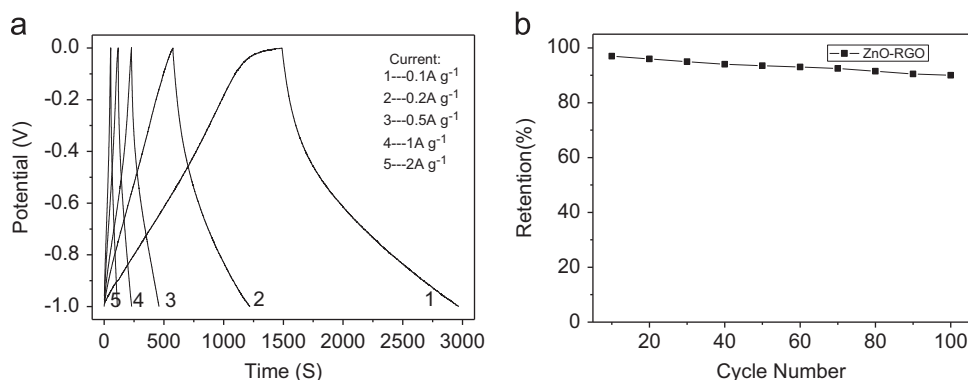 a
0.0
-0.2
-0.4
-0.6
-0.8
-1.0
Potential (V)
Current:
1---0.1A g⁻¹
2---0.2A g⁻¹
3---0.5A g⁻¹
4---1A g⁻¹
5---2A g⁻¹
5 4 3 2 1
0 500 1000 1500 2000 2500 3000
Time (S)
b
100
80
60
40
20
0
Retention(%)
ZnO-RGO
20 40 60 80 100
Cycle Number